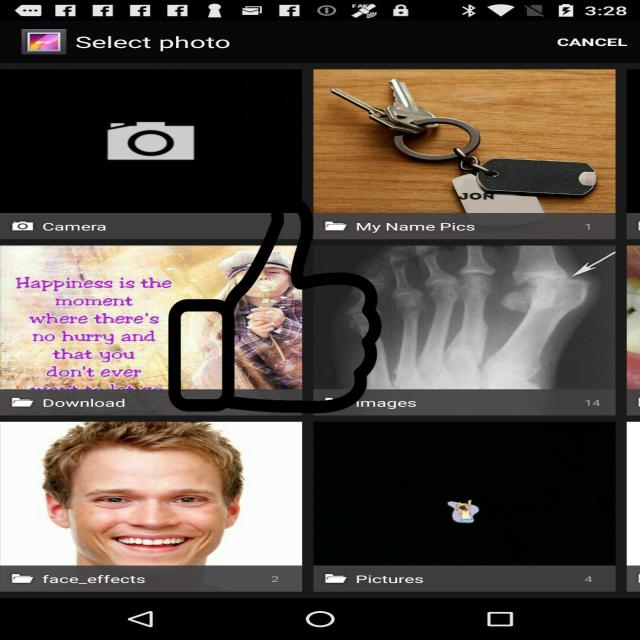 3:28
Select photo
CANCEL
JON
Camera
My Name Pics 1
Happiness is the
moment
where there's
no hurry and
that you
don't ever
Download
images 14
face_effects 2
Pictures 4